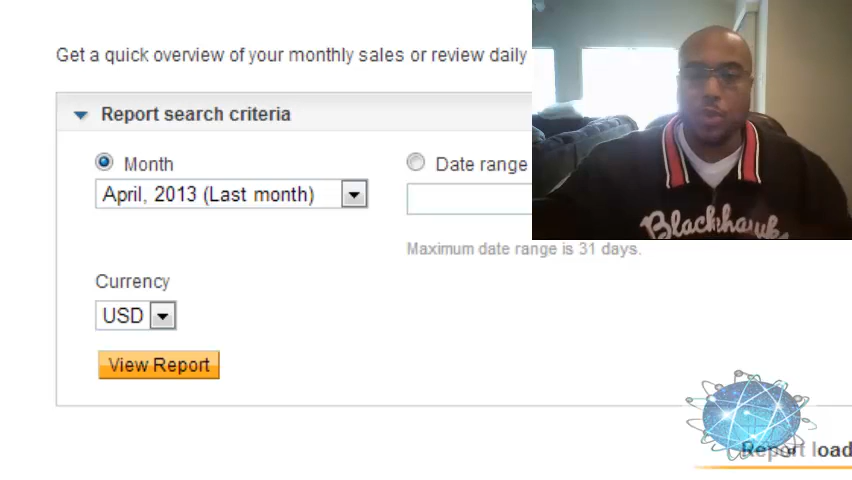 Get a quick overview of your monthly sales or review daily
Report search criteria
Month
Date range
April, 2013 (Last month)
Blackhawks
Maximum date range is 31 days.
Currency
USD
View Report
Report load